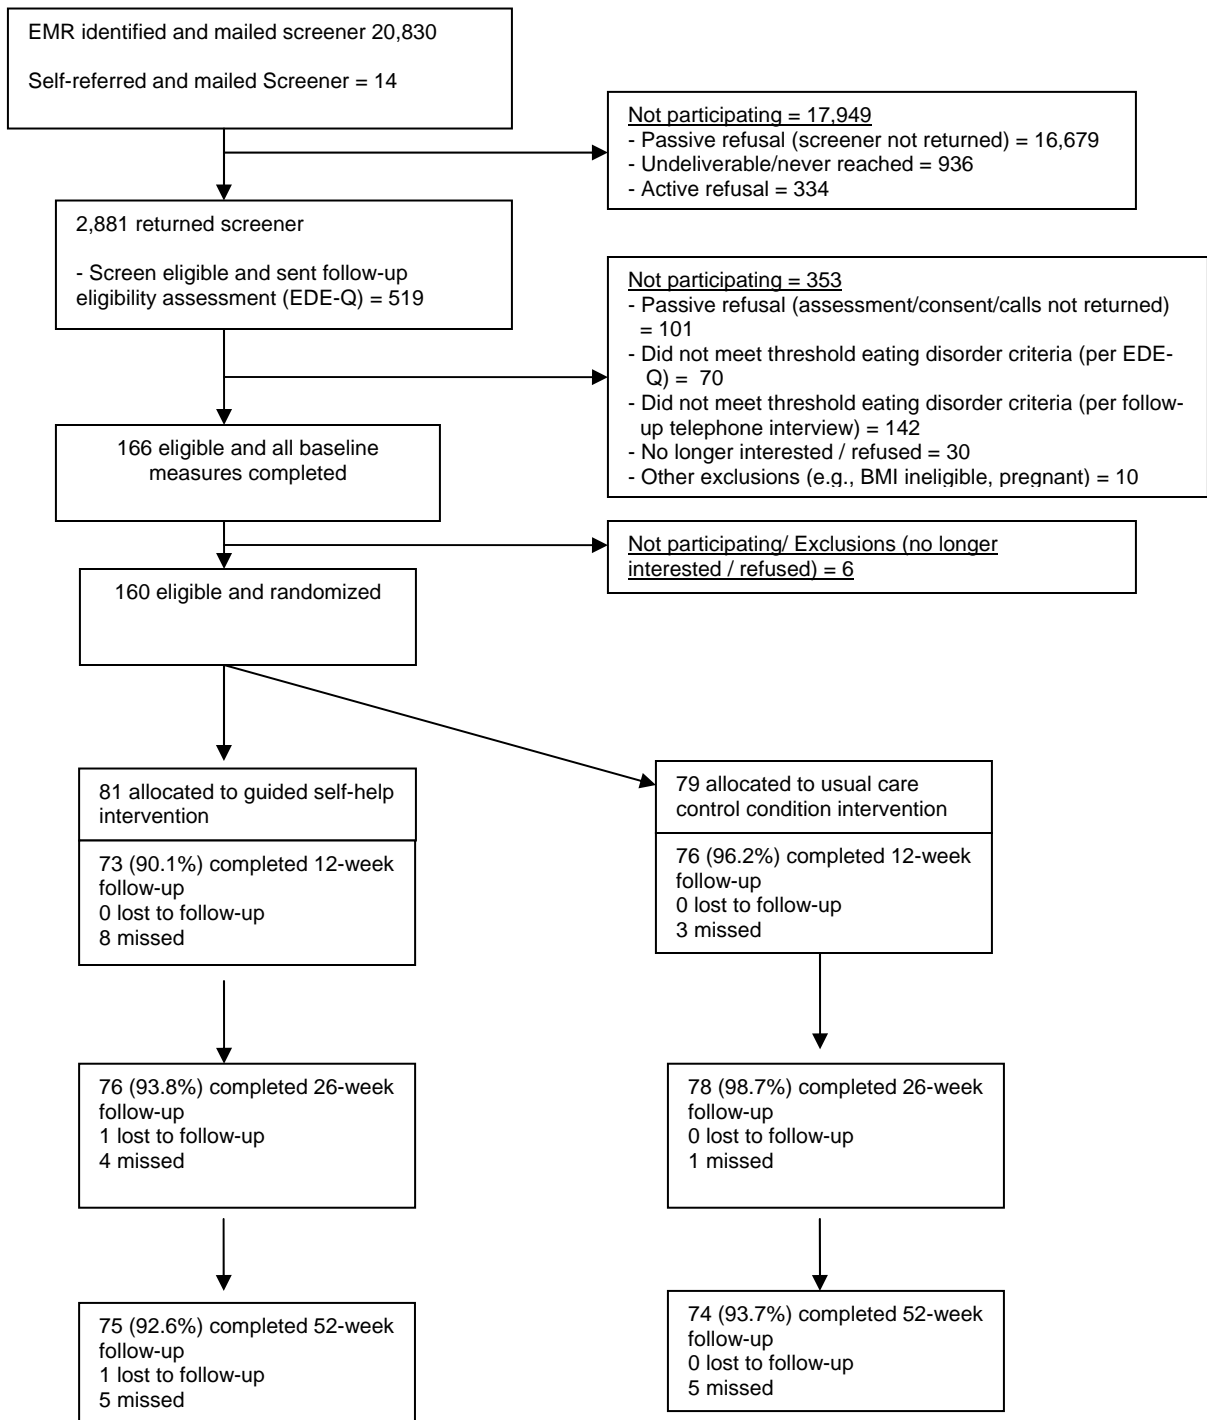 EMR identified and mailed screener 20,830
Self-referred and mailed Screener = 14
Not participating = 17,949
- Passive refusal (screener not returned) = 16,679
- Undeliverable/never reached = 936
- Active refusal = 334
2,881 returned screener
- Screen eligible and sent follow-up
eligibility assessment (EDE-Q) = 519
Not participating = 353
- Passive refusal (assessment/consent/calls not returned)
= 101
- Did not meet threshold eating disorder criteria (per EDE-
Q) = 70
- Did not meet threshold eating disorder criteria (per follow-
up telephone interview) = 142
- No longer interested / refused = 30
- Other exclusions (e.g., BMI ineligible, pregnant) = 10
166 eligible and all baseline
measures completed
Not participating/ Exclusions (no longer
interested / refused) = 6
160 eligible and randomized
81 allocated to guided self-help
intervention
73 (90.1%) completed 12-week
follow-up
0 lost to follow-up
8 missed
79 allocated to usual care
control condition intervention
76 (96.2%) completed 12-week
follow-up
0 lost to follow-up
3 missed
76 (93.8%) completed 26-week
follow-up
1 lost to follow-up
4 missed
78 (98.7%) completed 26-week
follow-up
0 lost to follow-up
1 missed
75 (92.6%) completed 52-week
follow-up
1 lost to follow-up
5 missed
74 (93.7%) completed 52-week
follow-up
0 lost to follow-up
5 missed